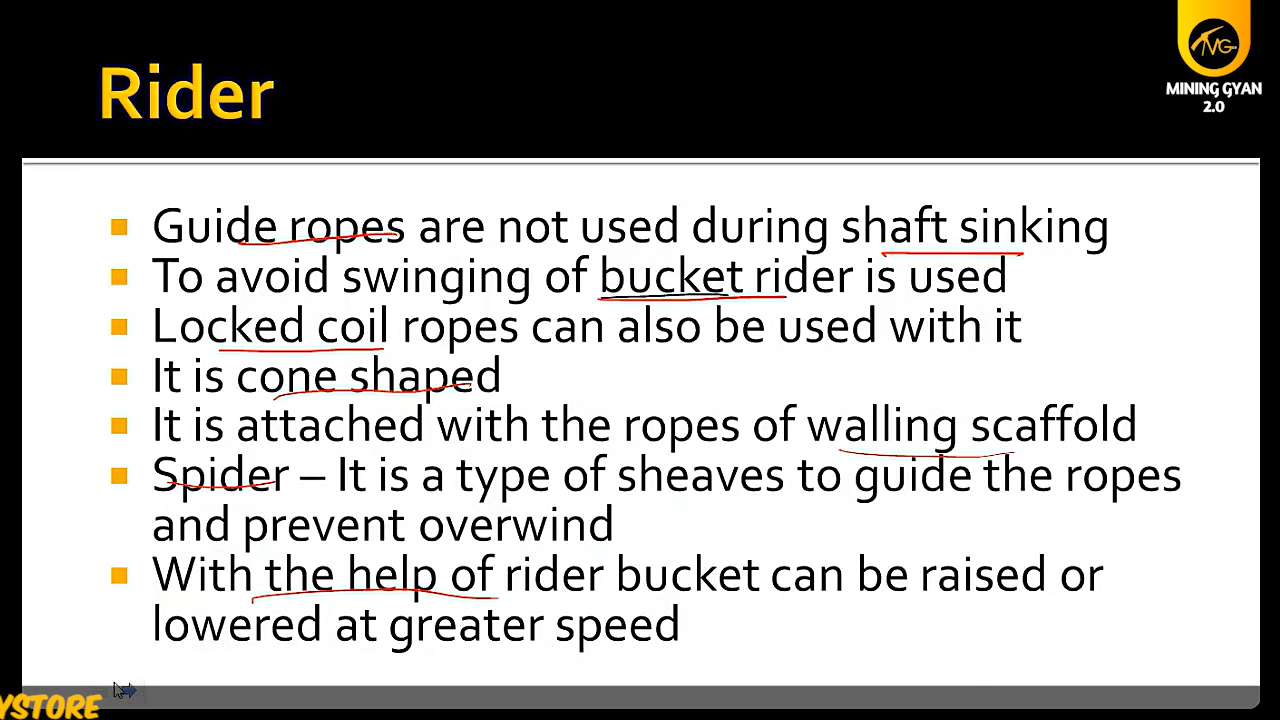 Rider
MINING GYAN
2.0
Guide ropes are not used during shaft sinking
To avoid swinging of bucket rider is used
Locked coil ropes can also be used with it
It is cone shaped
It is attached with the ropes of walling scaffold
Spider – It is a type of sheaves to guide the ropes
and prevent overwind
With the help of rider bucket can be raised or
lowered at greater speed
YSTORE